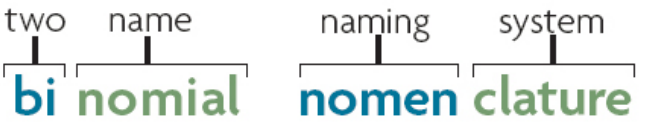 two name naming system
bi nomial nomen clature